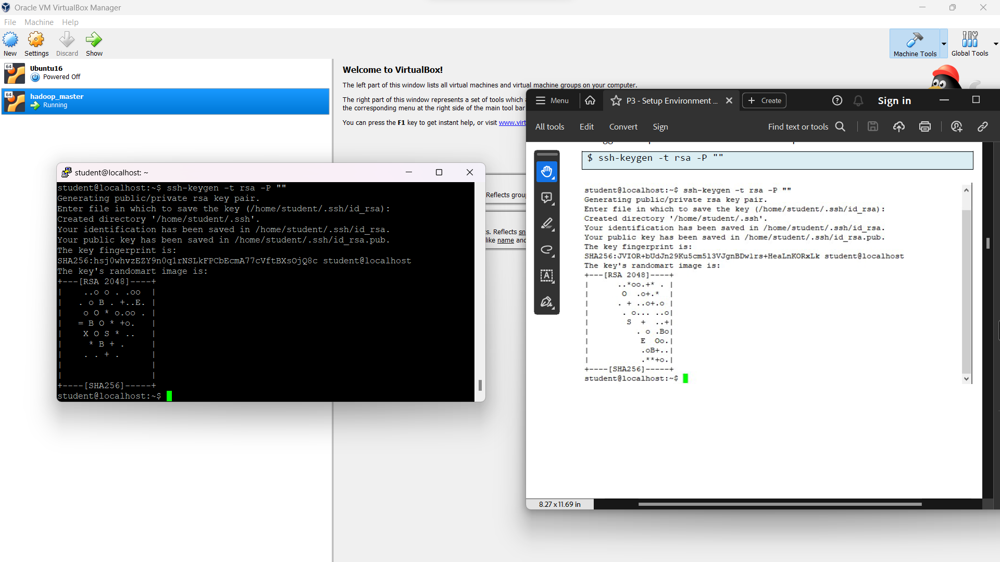 Oracle VM VirtualBox Manager
File Machine Help
New Settings Discard Show
Machine Tools Global Tools
64
Ubuntu16
Powered Off
64
hadoop_master
Running
Welcome to VirtualBox!
The left part of this window lists all virtual machines and virtual machine groups on your computer.
The right part of this window represents a set of tools which
the corresponding menu at the right side of the main tool bar
You can press the F1 key to get instant help, or visit www.virt
Reflects grou
s. Reflects sn
like name and
student@localhost: ~
student@localhost:~$ ssh-keygen -t rsa -P ""
Generating public/private rsa key pair.
Enter file in which to save the key (/home/student/.ssh/id_rsa):
Created directory '/home/student/.ssh'.
Your identification has been saved in /home/student/.ssh/id_rsa.
Your public key has been saved in /home/student/.ssh/id_rsa.pub.
The key fingerprint is:
SHA256:hsj0whvzEZY9n0q1rNSLkFPCbEcmA77cVftBXsOjQ8c student@localhost
The key's randomart image is:
+---[RSA 2048]----+
|    ..o o . .oo  |
|   . o B . +..E. |
|    o O * o.oo . |
|   = B O * +o.   |
|    X O S * ..   |
|     * B + .     |
|    . . + .      |
|                 |
|                 |
+----[SHA256]-----+
student@localhost:~$
Menu P3 - Setup Environment ... Create Sign in
All tools Edit Convert Sign Find text or tools
$ ssh-keygen -t rsa -P ""
student@localhost:~$ ssh-keygen -t rsa -P ""
Generating public/private rsa key pair.
Enter file in which to save the key (/home/student/.ssh/id_rsa):
Created directory '/home/student/.ssh'.
Your identification has been saved in /home/student/.ssh/id_rsa.
Your public key has been saved in /home/student/.ssh/id_rsa.pub.
The key fingerprint is:
SHA256:JVIOR+bUdJn29Ku5cm5l3VJgnBDwlrs+HeaLnKORxLk student@localhost
The key's randomart image is:
+---[RSA 2048]----+
|      ..*oo.+* . |
|       O  .o+.*  |
|      . + ..o+.o |
|       . o... ..o|
|        S  +  ..+|
|          . o .Bo|
|           E  Oo.|
|           .oB+..|
|           .**+o.|
+----[SHA256]-----+
student@localhost:~$
8.27 x 11.69 in